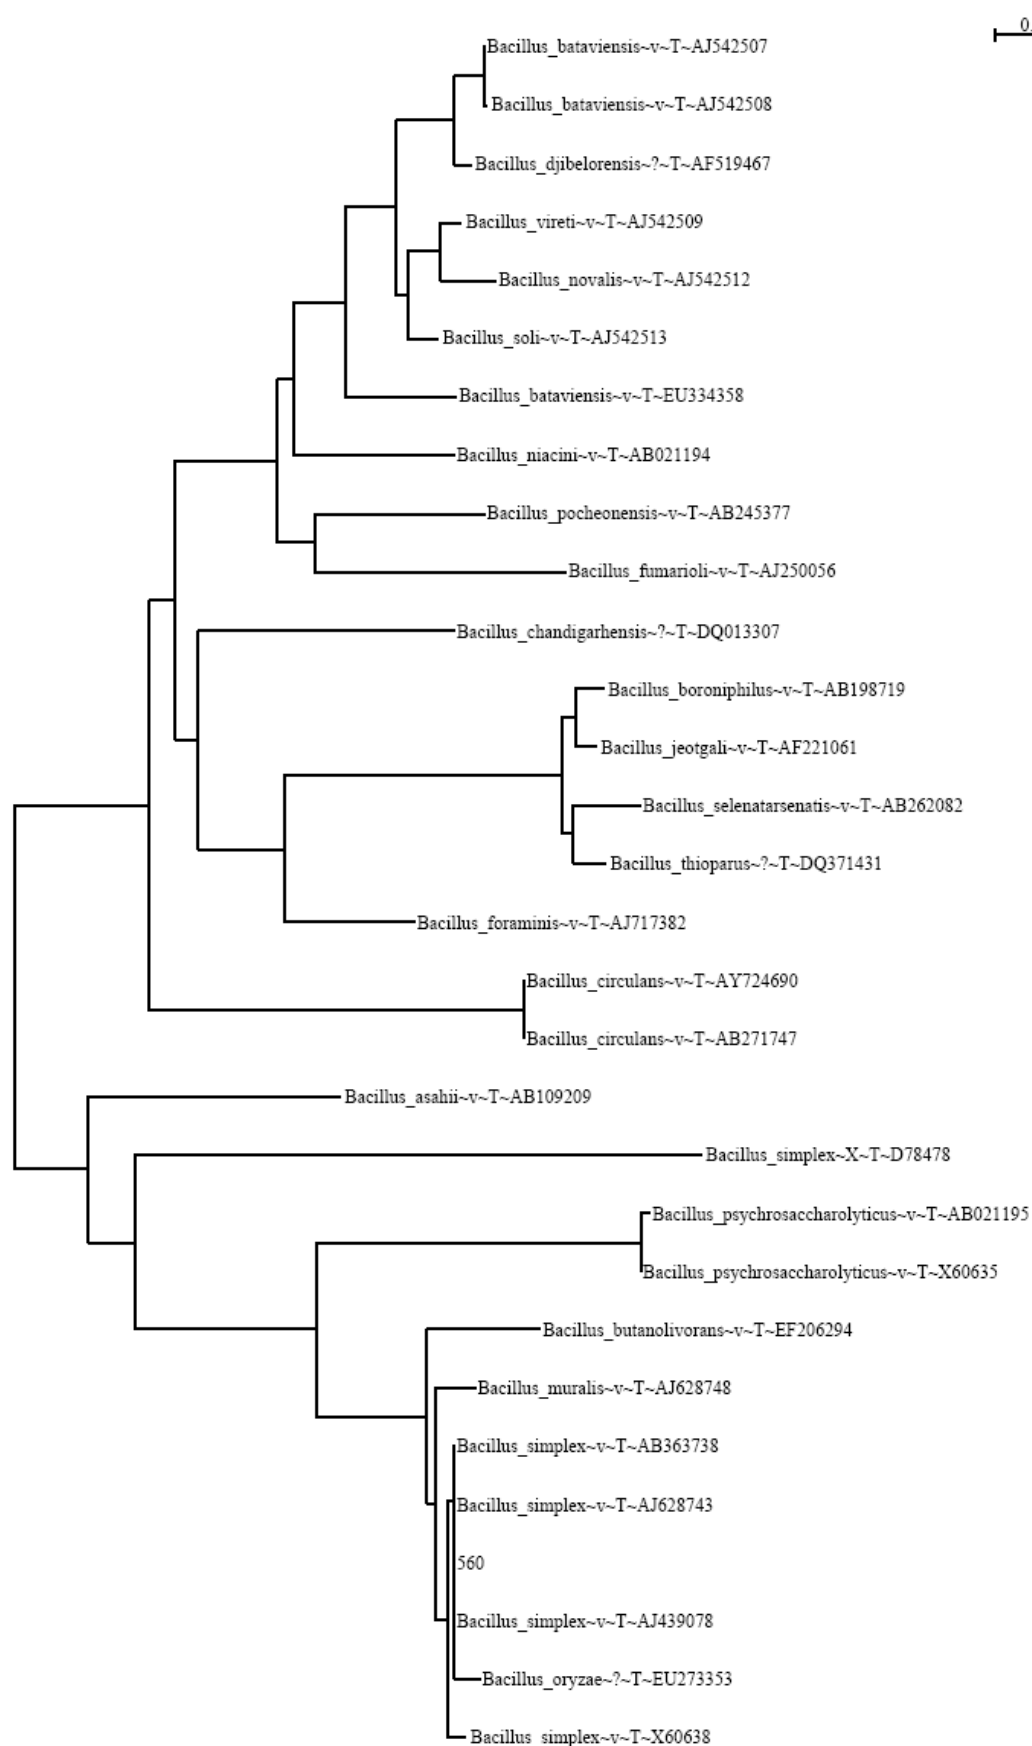 0.
Bacillus_bataviensis~v~T~AJ542507
Bacillus_bataviensis~v~T~AJ542508
Bacillus_djibelorensis~?~T~AF519467
Bacillus_vireti~v~T~AJ542509
Bacillus_novalis~v~T~AJ542512
Bacillus_soli~v~T~AJ542513
Bacillus_bataviensis~v~T~EU334358
Bacillus_niacini~v~T~AB021194
Bacillus_pocheonensis~v~T~AB245377
Bacillus_fumarioli~v~T~AJ250056
Bacillus_chandigarhensis~?~T~DQ013307
Bacillus_boroniphilus~v~T~AB198719
Bacillus_jeotgali~v~T~AF221061
Bacillus_selenatarsenatis~v~T~AB262082
Bacillus_thioparus~?~T~DQ371431
Bacillus_foraminis~v~T~AJ717382
Bacillus_circulans~v~T~AY724690
Bacillus_circulans~v~T~AB271747
Bacillus_asahii~v~T~AB109209
Bacillus_simplex~X~T~D78478
Bacillus_psychrosaccharolyticus~v~T~AB021195
Bacillus_psychrosaccharolyticus~v~T~X60635
Bacillus_butanolivorans~v~T~EF206294
Bacillus_muralis~v~T~AJ628748
Bacillus_simplex~v~T~AB363738
Bacillus_simplex~v~T~AJ628743
560
Bacillus_simplex~v~T~AJ439078
Bacillus_oryzae~?~T~EU273353
Bacillus_simplex~v~T~X60638